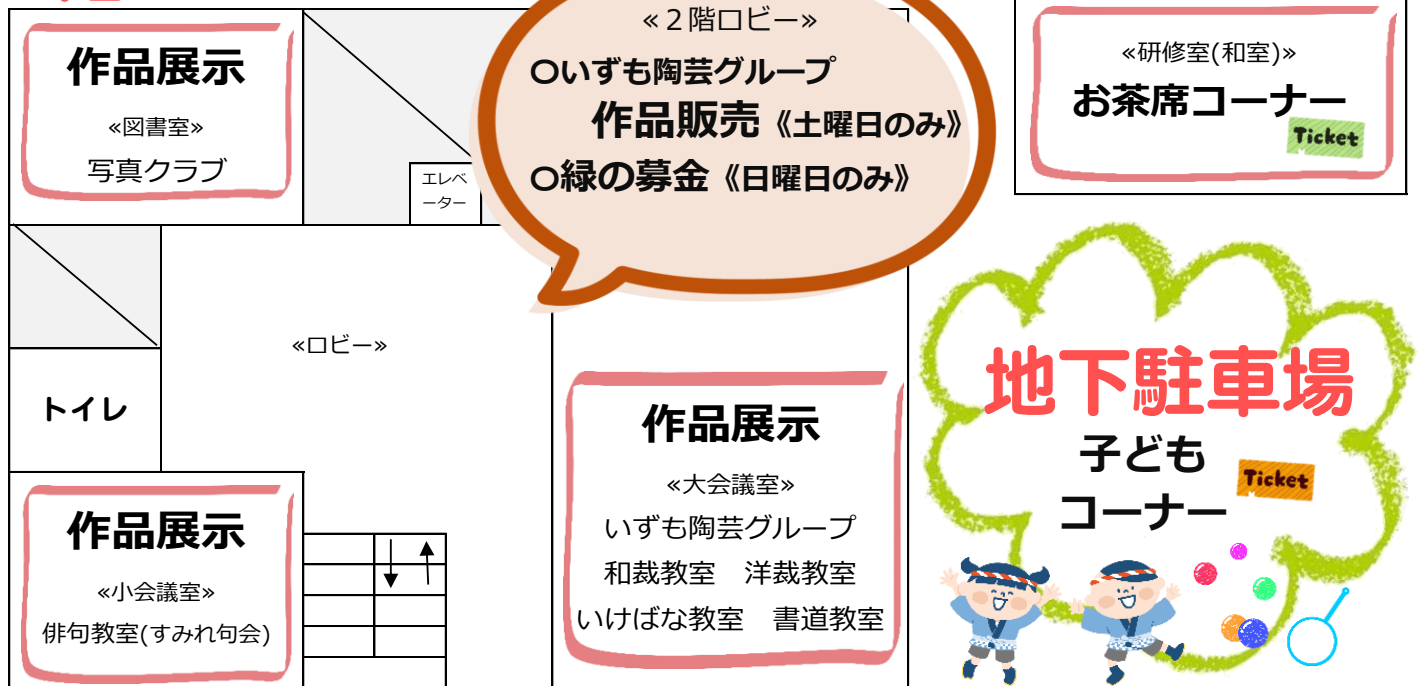 作品展示
«図書室»
写真クラブ
エレベ
ーター
«２階ロビー»
〇いずも陶芸グループ
作品販売《土曜日のみ》
〇緑の募金《日曜日のみ》
«研修室(和室)»
お茶席コーナー
Ticket
«ロビー»
トイレ
作品展示
«小会議室»
俳句教室(すみれ句会)
作品展示
«大会議室»
いずも陶芸グループ
和裁教室　洋裁教室
いけばな教室　書道教室
地下駐車場
子ども
コーナー
Ticket